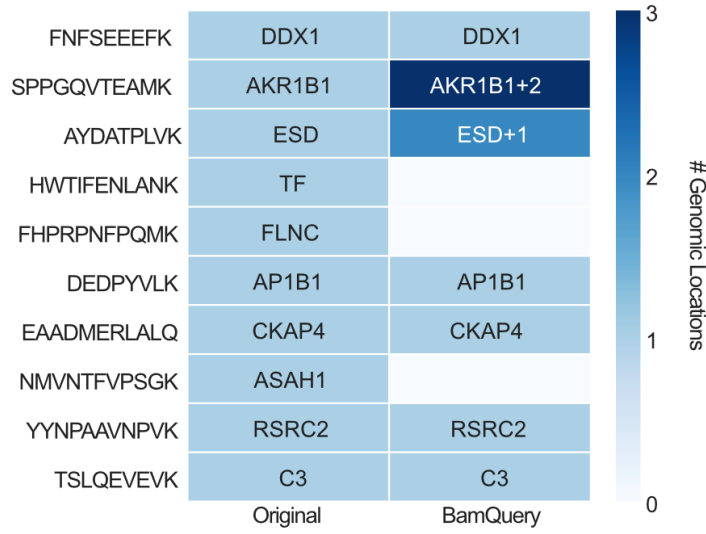 FNFSEEEFK DDX1 DDX1
SPPGQVTEAMK AKR1B1 AKR1B1+2
AYDATPLVK ESD ESD+1
HWTIFENLANK TF
FHPRPNFPQMK FLNC
DEDPYVLK AP1B1 AP1B1
EAADMERLALQ CKAP4 CKAP4
NMVNTFVPSGK ASAH1
YYNPAAVNPVK RSRC2 RSRC2
TSLQEVEVK C3 C3
Original BamQuery
3
2
1
0
# Genomic Locations